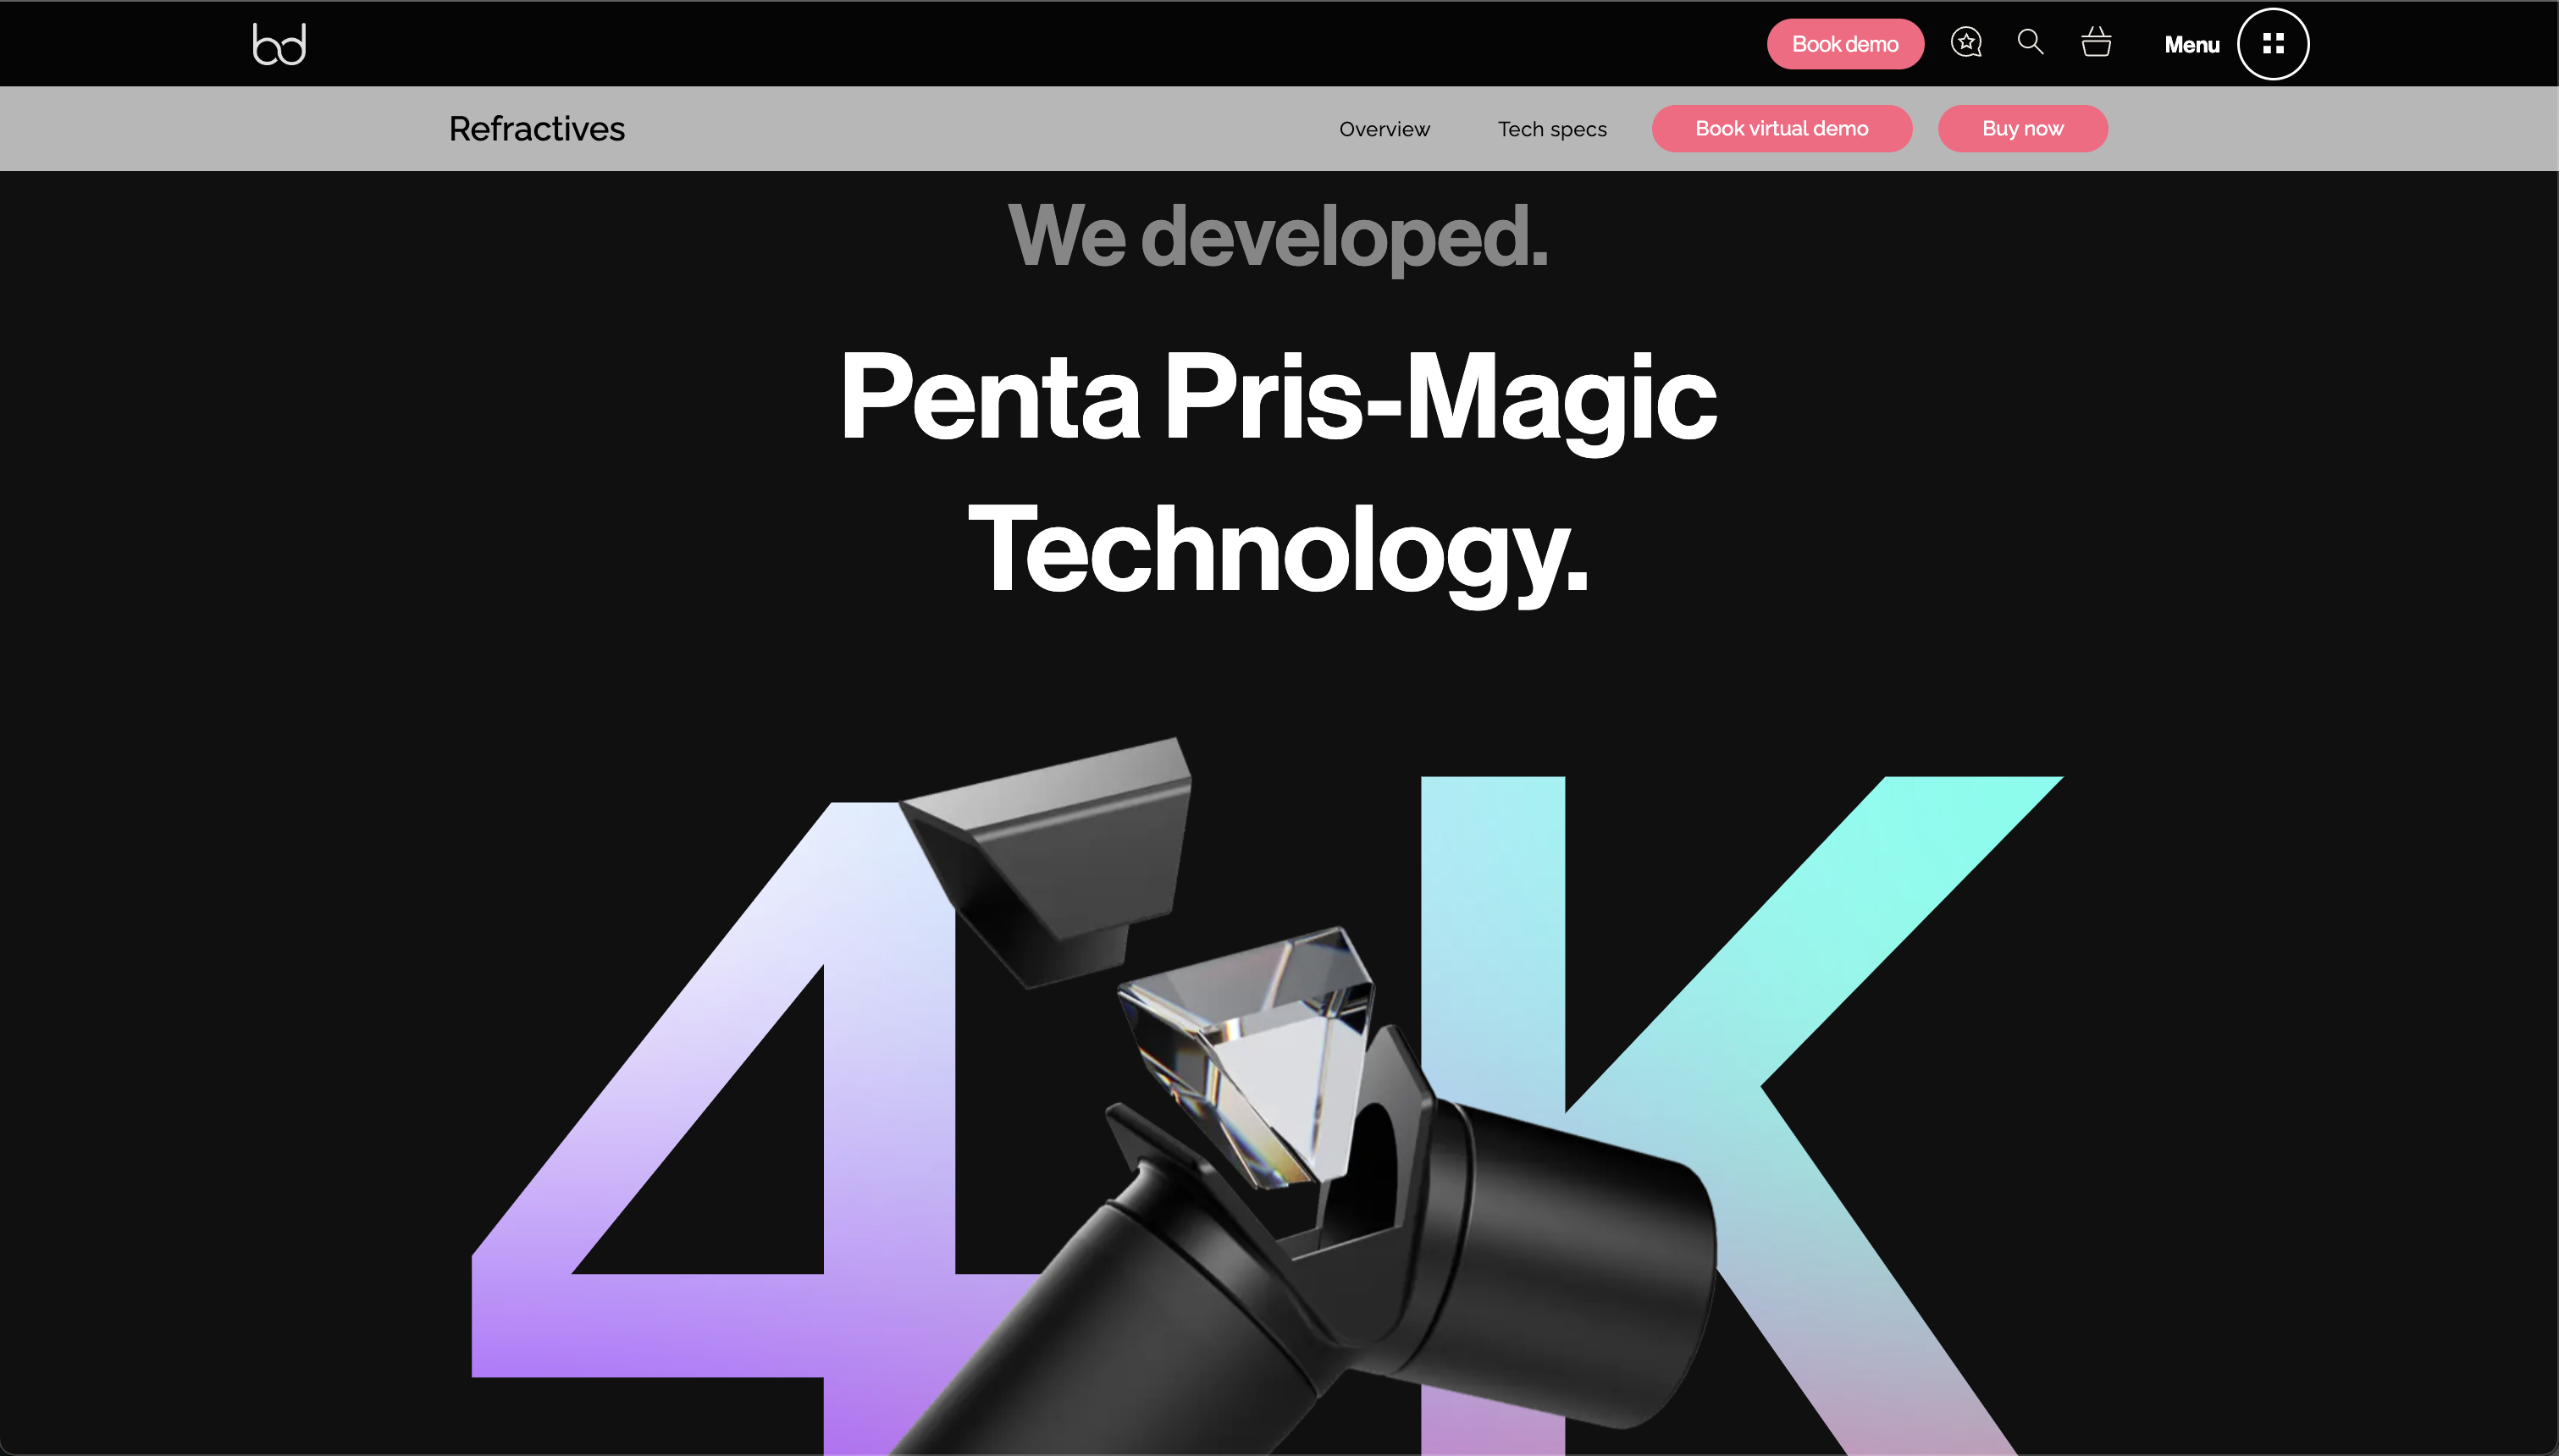 bd
Book demo
Menu
Refractives
Overview
Tech specs
Book virtual demo
Buy now
We developed.
Penta Pris-Magic
Technology.
4K